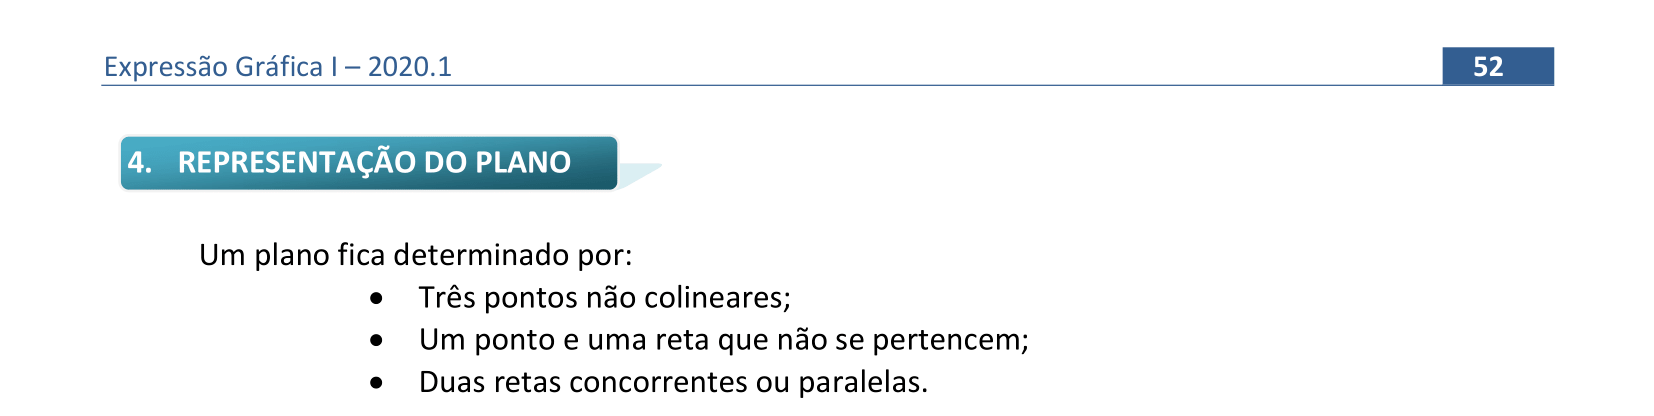 Expressão Gráfica I – 2020.1
52
4. REPRESENTAÇÃO DO PLANO
Um plano fica determinado por:
• Três pontos não colineares;
• Um ponto e uma reta que não se pertencem;
• Duas retas concorrentes ou paralelas.